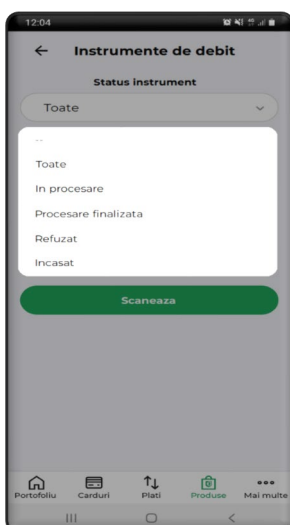 12:04
Instrumente de debit
Status instrument
Toate
--
Toate
In procesare
Procesare finalizata
Refuzat
Incasat
Scaneaza
Portofoliu Carduri Plati Produse Mai multe